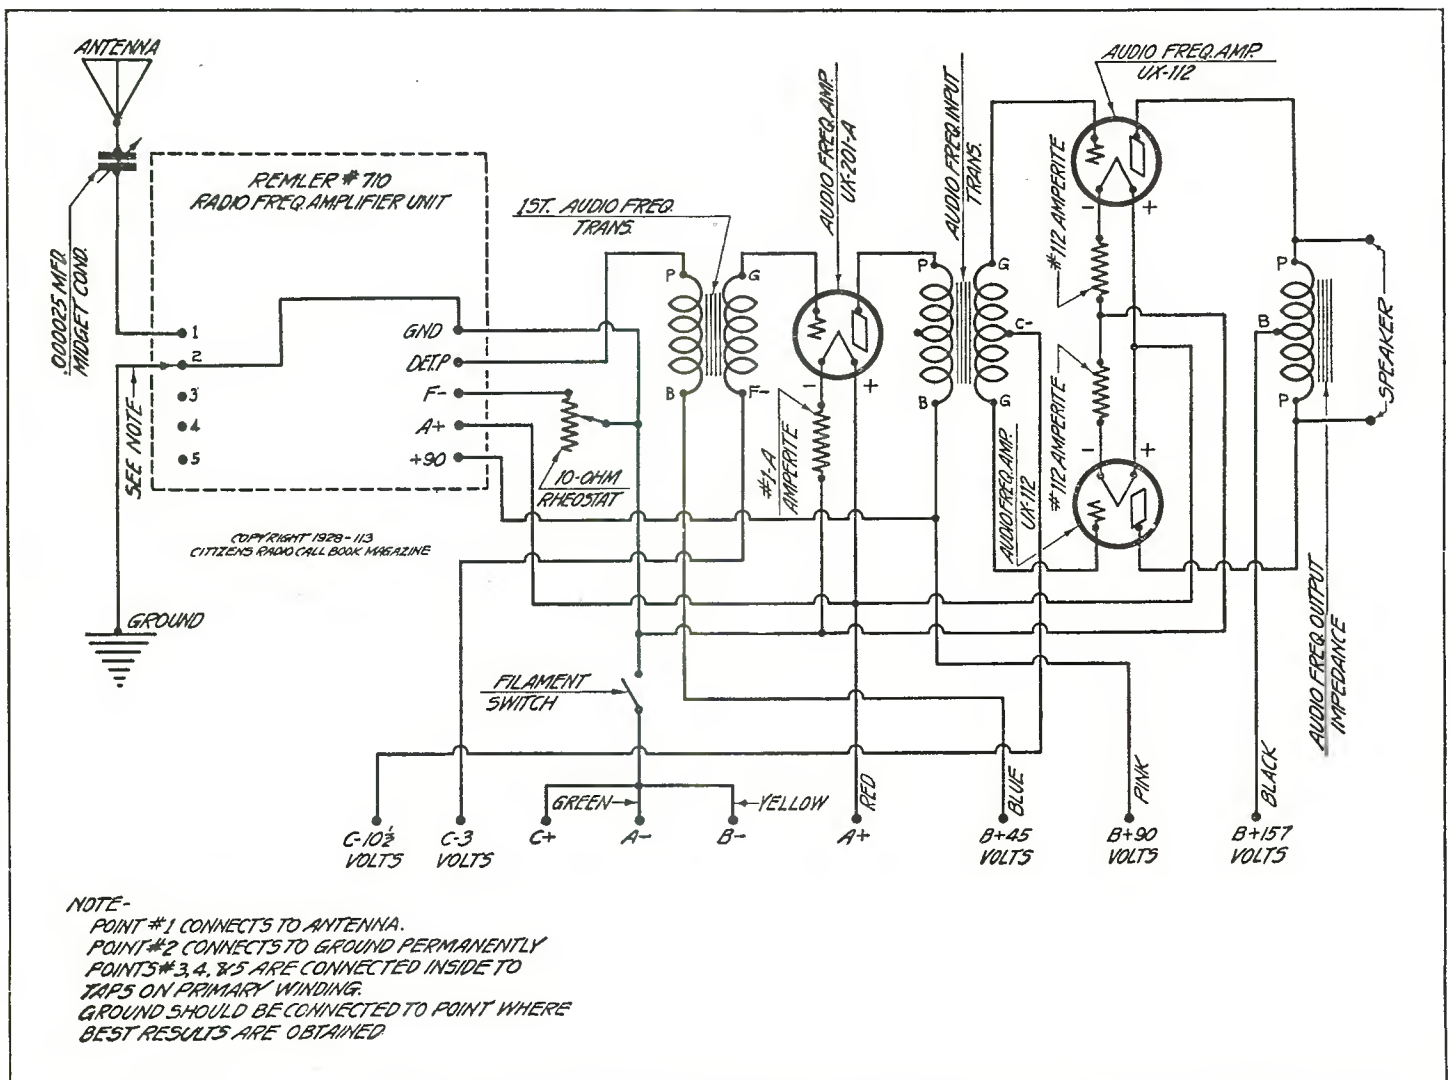 ANTENNA
.000025 MFD.
MIDGET COND.
REMLER #710
RADIO FREQ. AMPLIFIER UNIT
1
2
3
4
5
GND
DET.P
F-
A+
+90
SEE NOTE
GROUND
COPYRIGHT 1928-113
CITIZENS RADIO CALL BOOK MAGAZINE
10-OHM
RHEOSTAT
1ST. AUDIO FREQ.
TRANS.
P
B
G
F-
AUDIO FREQ. AMP.
UX-201-A
-
+
#1-A
AMPERITE
AUDIO FREQ. INPUT
TRANS.
P
B
G
C-
G
AUDIO FREQ. AMP.
UX-112
-
+
#112 AMPERITE
#112 AMPERITE
-
+
AUDIO FREQ. AMP.
UX-112
P
B
P
SPEAKER
AUDIO FREQ. OUTPUT
IMPEDANCE
FILAMENT
SWITCH
GREEN
YELLOW
RED
BLUE
PINK
BLACK
C-10½
VOLTS
C-3
VOLTS
C+
A-
B-
A+
B+45
VOLTS
B+90
VOLTS
B+157
VOLTS
NOTE-
POINT #1 CONNECTS TO ANTENNA.
POINT #2 CONNECTS TO GROUND PERMANENTLY
POINTS #3, 4, &5 ARE CONNECTED INSIDE TO
TAPS ON PRIMARY WINDING.
GROUND SHOULD BE CONNECTED TO POINT WHERE
BEST RESULTS ARE OBTAINED